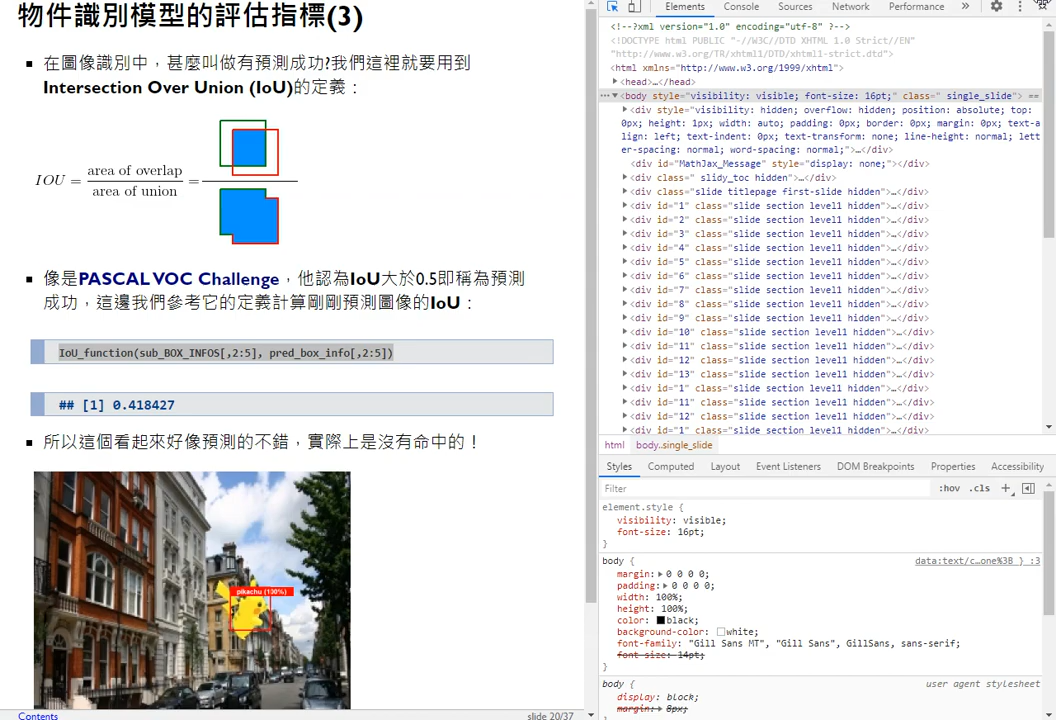 物件識別模型的評估指標(3)
在圖像識別中，甚麼叫做有預測成功?我們這裡就要用到
Intersection Over Union (IoU)的定義：
IOU = area of overlap
area of union
=
像是PASCAL VOC Challenge，他認為IoU大於0.5即稱為預測
成功，這邊我們參考它的定義計算剛剛預測圖像的IoU：
IoU_function(sub_BOX_INFOS[,2:5], pred_box_info[,2:5])
## [1] 0.418427
所以這個看起來好像預測的不錯，實際上是沒有命中的！
pikachu (100%)
Contents
slide 20/37
Elements Console Sources Network Performance »
<!--?xml version="1.0" encoding="utf-8" ?-->
<!DOCTYPE html PUBLIC "-//W3C//DTD XHTML 1.0 Strict//EN"
"http://www.w3.org/TR/xhtml1/DTD/xhtml1-strict.dtd">
<html xmlns="http://www.w3.org/1999/xhtml">
<head>…</head>
<body style="visibility: visible; font-size: 16pt;" class=" single_slide"> ==
<div style="visibility: hidden; overflow: hidden; position: absolute; top:
0px; height: 1px; width: auto; padding: 0px; border: 0px; margin: 0px; text-a
lign: left; text-indent: 0px; text-transform: none; line-height: normal; lett
er-spacing: normal; word-spacing: normal;">…</div>
<div id="MathJax_Message" style="display: none;"></div>
<div class=" slidy_toc hidden">…</div>
<div class="slide titlepage first-slide hidden">…</div>
<div id="1" class="slide section level1 hidden">…</div>
<div id="2" class="slide section level1 hidden">…</div>
<div id="3" class="slide section level1 hidden">…</div>
<div id="4" class="slide section level1 hidden">…</div>
<div id="5" class="slide section level1 hidden">…</div>
<div id="6" class="slide section level1 hidden">…</div>
<div id="7" class="slide section level1 hidden">…</div>
<div id="8" class="slide section level1 hidden">…</div>
<div id="9" class="slide section level1 hidden">…</div>
<div id="10" class="slide section level1 hidden">…</div>
<div id="11" class="slide section level1 hidden">…</div>
<div id="12" class="slide section level1 hidden">…</div>
<div id="13" class="slide section level1 hidden">…</div>
<div id="1" class="slide section level1 hidden">…</div>
<div id="11" class="slide section level1 hidden">…</div>
<div id="12" class="slide section level1 hidden">…</div>
<div id="1" class="slide section level1 hidden">…</div>
html body..single_slide
Styles Computed Layout Event Listeners DOM Breakpoints Properties Accessibility
Filter :hov .cls +
element.style {
visibility: visible;
font-size: 16pt;
}
body { data:text/c…one%3B } :3
margin: 0 0 0 0;
padding: 0 0 0 0;
width: 100%;
height: 100%;
color: black;
background-color: white;
font-family: "Gill Sans MT", "Gill Sans", GillSans, sans-serif;
font-size: 14pt;
}
body { user agent stylesheet
display: block;
margin: 8px;